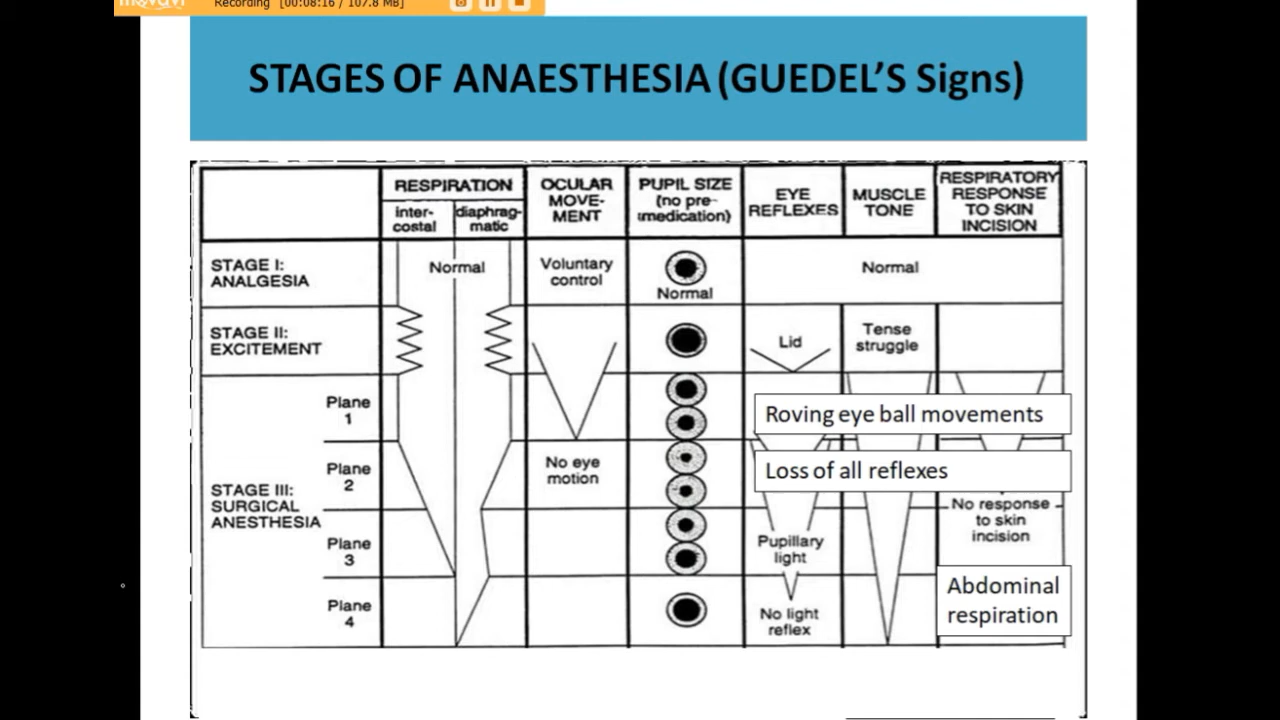 Recording [00:08:16 / 107.8 MB]
STAGES OF ANAESTHESIA (GUEDEL'S Signs)
RESPIRATION
inter-
costal
diaphrag-
matic
OCULAR
MOVE-
MENT
PUPIL SIZE
(no pre-
medication)
EYE
REFLEXES
MUSCLE
TONE
RESPIRATORY
RESPONSE
TO SKIN
INCISION
STAGE I:
ANALGESIA
Normal
Voluntary
control
Normal
Normal
STAGE II:
EXCITEMENT
Lid
Tense
struggle
STAGE III:
SURGICAL
ANESTHESIA
Plane
1
Roving eye ball movements
Plane
2
No eye
motion
Loss of all reflexes
No response
to skin
incision
Plane
3
Pupillary
light
Plane
4
No light
reflex
Abdominal
respiration